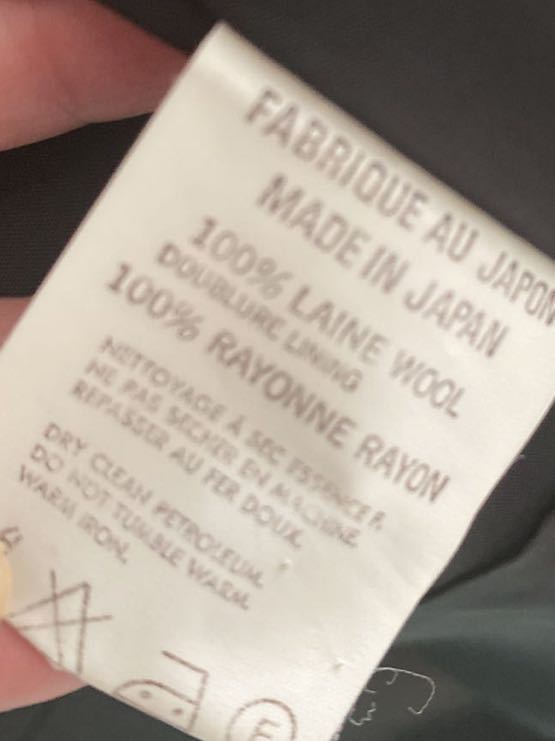 FABRIQUE AU JAPON
MADE IN JAPAN
100% LAINE WOOL
DOUBLURE LINING
100% RAYONNE RAYON
NETTOYAGE À SEC ESSENCE F.
NE PAS SECHER EN MACHINE
REPASSER AU FER DOUX.
DRY CLEAN PETROLEUM.
DO NOT TUMBLE WARM.
WARM IRON.